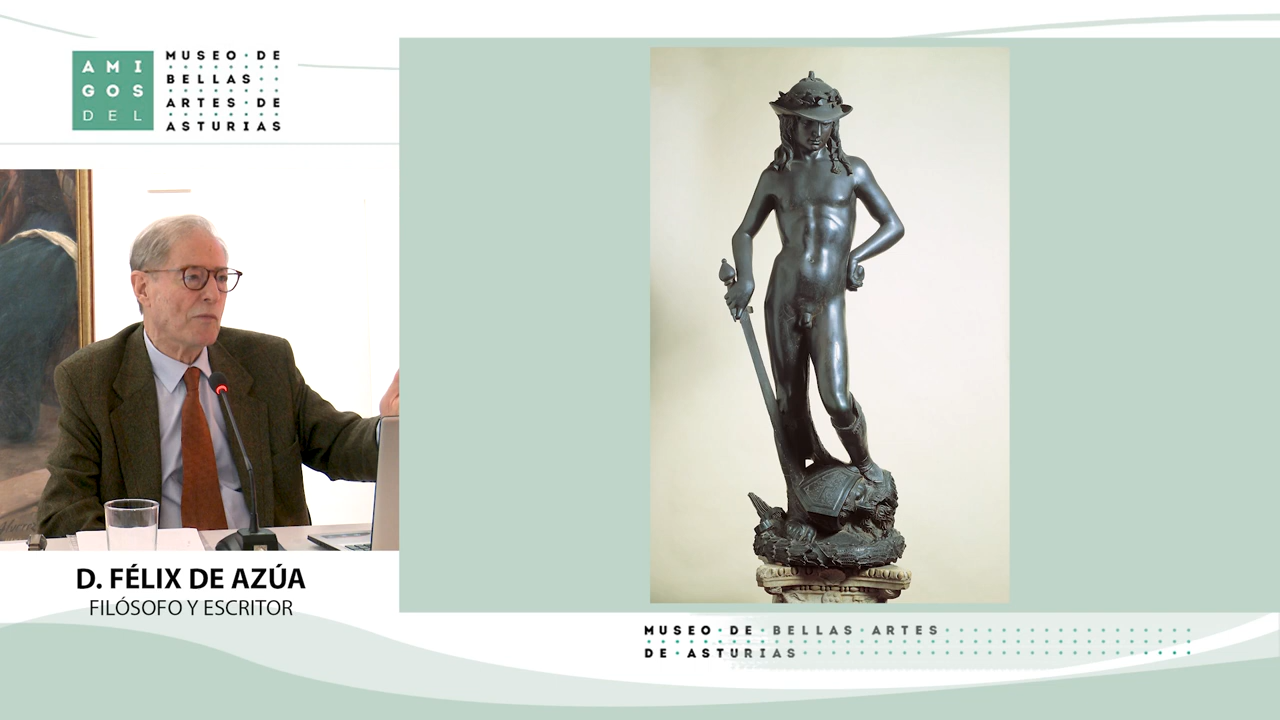 AMI
GOS
DEL
MUSEO·DE
BELLAS
ARTES·DE
ASTURIAS
D. FÉLIX DE AZÚA
FILÓSOFO Y ESCRITOR
MUSEO·DE·BELLAS·ARTES
DE·ASTURIAS